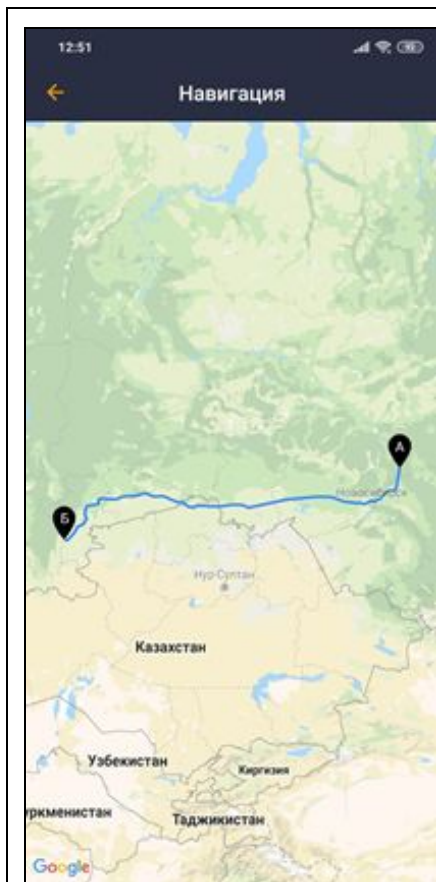 12:51
Навигация
А
Новосибирск
Б
Нур-Султан
Казахстан
Узбекистан
Киргизия
уркменистан
Таджикистан
Google